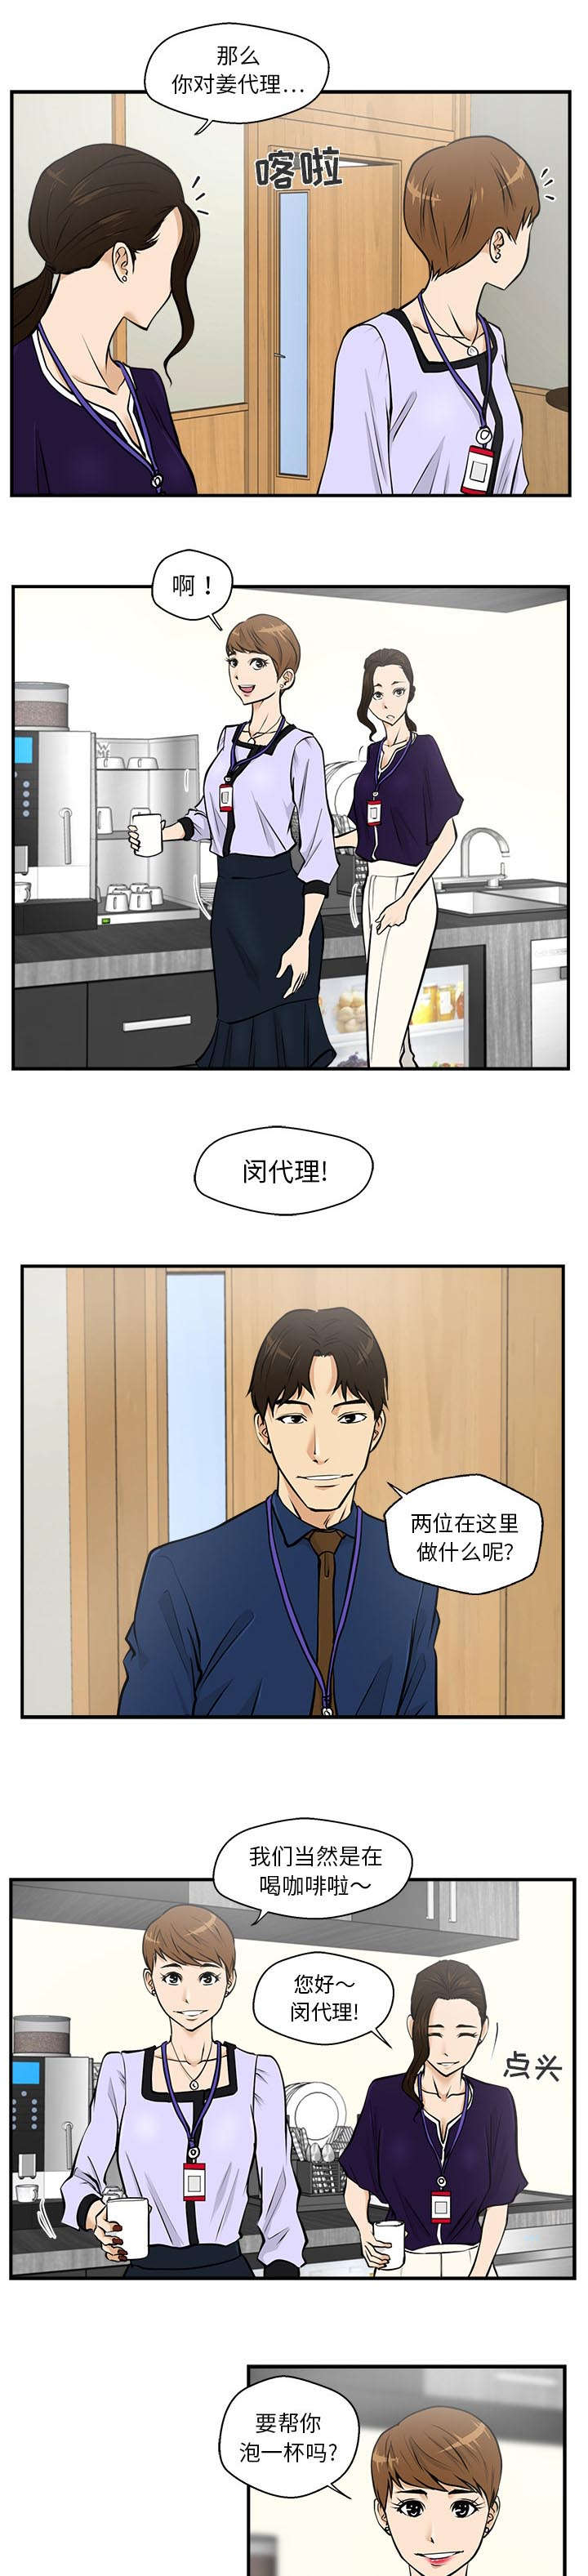 那么
你对姜代理...
喀啦
啊！
闵代理!
两位在这里
做什么呢?
我们当然是在
喝咖啡啦～
您好～
闵代理!
点头
要帮你
泡一杯吗?